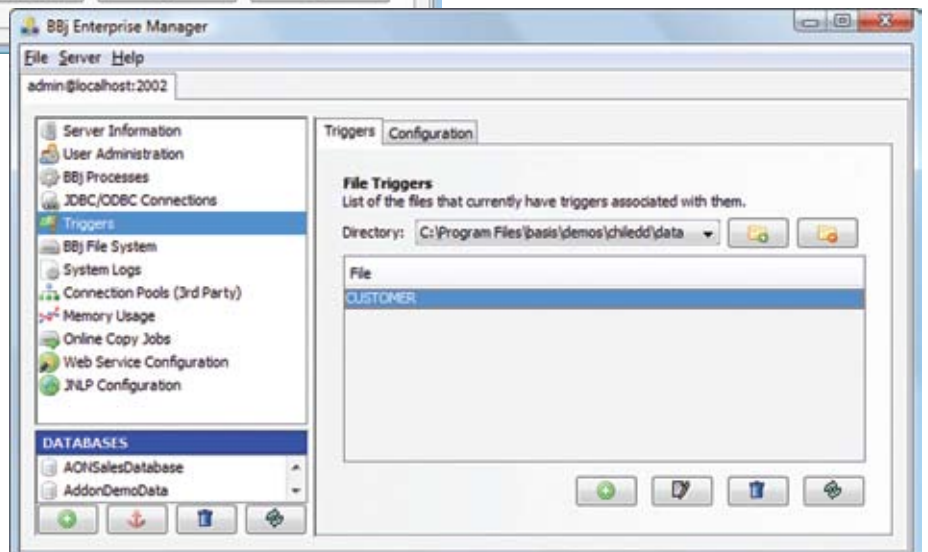 BBj Enterprise Manager
File Server Help
admin@localhost:2002
Server Information
User Administration
BBj Processes
JDBC/ODBC Connections
Triggers
BBj File System
System Logs
Connection Pools (3rd Party)
Memory Usage
Online Copy Jobs
Web Service Configuration
JNLP Configuration
DATABASES
AONSalesDatabase
AddonDemoData
Triggers Configuration
File Triggers
List of the files that currently have triggers associated with them.
Directory: C:\Program Files\basis\demos\chiledd\data
File
CUSTOMER